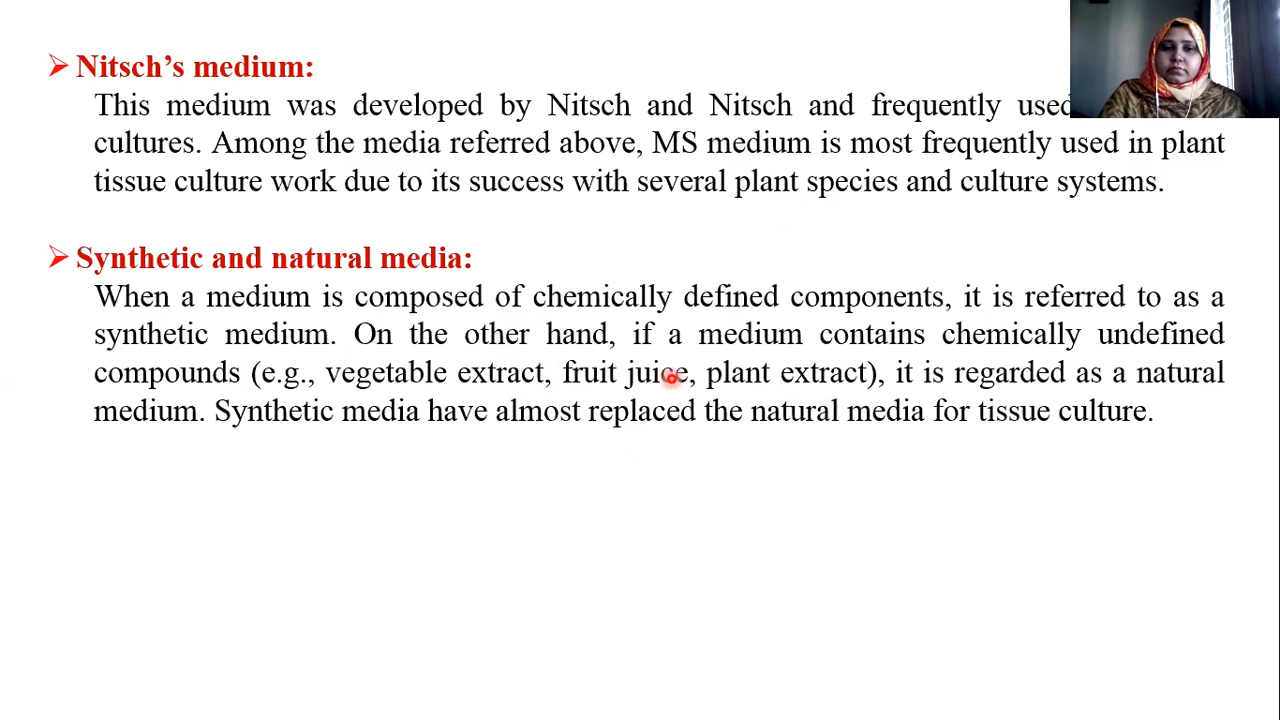 Nitsch’s medium:
This medium was developed by Nitsch and Nitsch and frequently used
cultures. Among the media referred above, MS medium is most frequently used in plant
tissue culture work due to its success with several plant species and culture systems.
Synthetic and natural media:
When a medium is composed of chemically defined components, it is referred to as a
synthetic medium. On the other hand, if a medium contains chemically undefined
compounds (e.g., vegetable extract, fruit juice, plant extract), it is regarded as a natural
medium. Synthetic media have almost replaced the natural media for tissue culture.